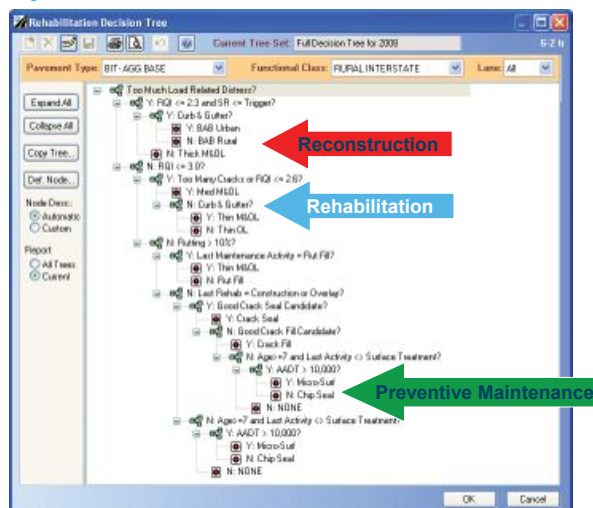 Rehabilitation Decision Tree
Current Tree Set: Full Decision Tree for 2008
Pavement Type: BIT-AGG BASE Functional Class: RURAL INTERSTATE Lane: All
Expand All
Collapse All
Copy Tree...
Def. Node...
Node Desc.:
Automatic
Custom
Report
All Trees
Current
Too Much Load Related Distress?
Y: RQI <= 2.3 and SR <= Trigger?
Y: Curb & Gutter?
Y: BAB Urban
N: BAB Rural
Reconstruction
N: Thick M&OL
N: RQI <= 3.0?
Y: Too Many Cracks or RQI <= 2.6?
Y: Med M&OL
N: Curb & Gutter?
Rehabilitation
Y: Thin M&OL
N: Thin OL
N: Rutting > 10%?
Y: Last Maintenance Activity = Rut Fill?
Y: Thin M&OL
N: Rut Fill
N: Last Rehab = Construction or Overlay?
Y: Good Crack Seal Candidate?
Y: Crack Seal
N: Good Crack Fill Candidate?
Y: Crack Fill
N: Age>=7 and Last Activity <> Surface Treatment?
Y: AADT > 10,000?
Y: Micro-Surf
N: Chip Seal
Preventive Maintenance
N: NONE
N: Age>=7 and Last Activity <> Surface Treatment?
Y: AADT > 10,000?
Y: Micro-Surf
N: Chip Seal
N: NONE
OK Cancel